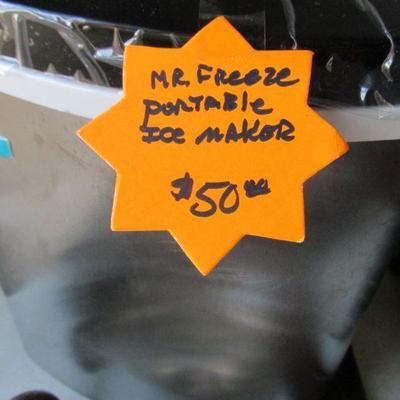 MR. FREEZE
PORTABLE
ICE MAKER
$50.00